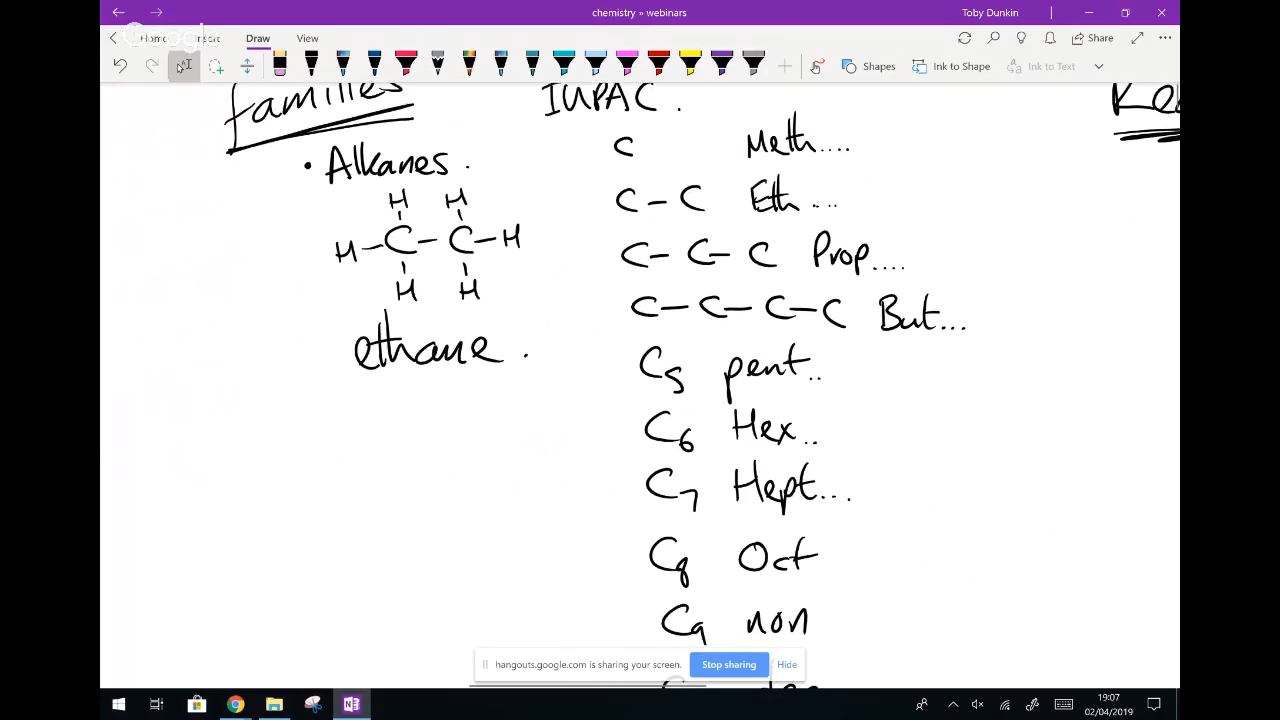 chemistry » webinars
Toby Dunkin
Google
Home Insert Draw View
Share
Shapes Ink to Shape Ink to Text
families
IUPAC.
• Alkanes.
H H
H-C-C-H
H H
ethane.
C Meth....
C-C Eth....
C-C-C Prop....
C-C-C-C But...
C5 pent..
C6 Hex..
C7 Hept...
C8 Oct
C9 non
hangouts.google.com is sharing your screen. Stop sharing Hide
19:07
02/04/2019